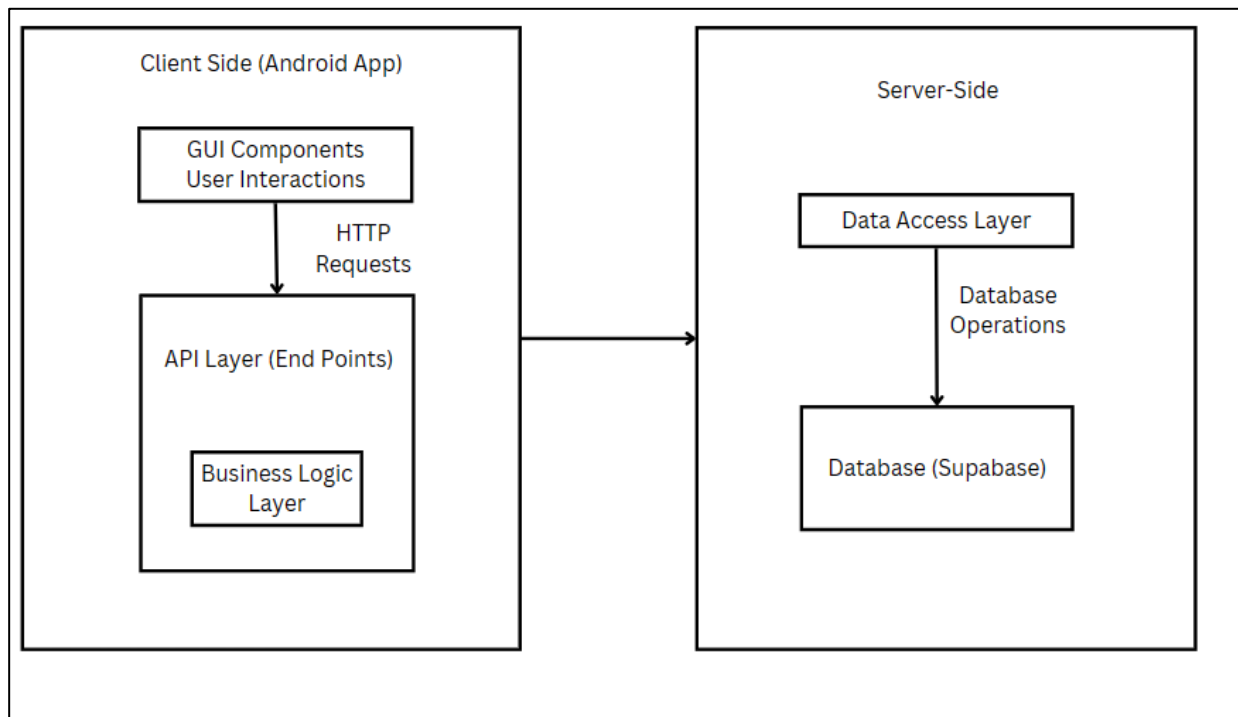 Client Side (Android App)
GUI Components
User Interactions
HTTP
Requests
API Layer (End Points)
Business Logic
Layer
Server-Side
Data Access Layer
Database
Operations
Database (Supabase)